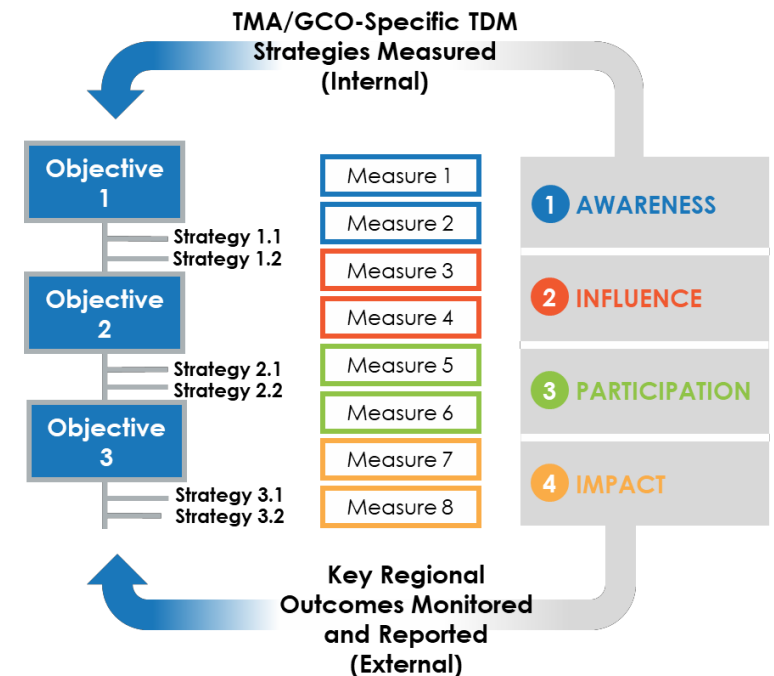 TMA/GCO-Specific TDM
Strategies Measured
(Internal)
Objective
1
Strategy 1.1
Strategy 1.2
Objective
2
Strategy 2.1
Strategy 2.2
Objective
3
Strategy 3.1
Strategy 3.2
Measure 1
Measure 2
Measure 3
Measure 4
Measure 5
Measure 6
Measure 7
Measure 8
1 AWARENESS
2 INFLUENCE
3 PARTICIPATION
4 IMPACT
Key Regional
Outcomes Monitored
and Reported
(External)